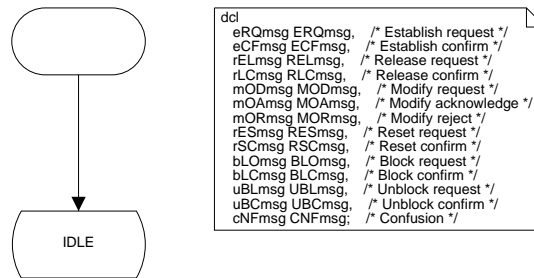 dcl
eRQmsg ERQmsg, /* Establish request */
eCFmsg ECFmsg, /* Establish confirm */
rELmsg RELmsg, /* Release request */
rLCmsg RLCmsg, /* Release confirm */
mODmsg MODmsg, /* Modify request */
mOAmsg MOAmsg, /* Modify acknowledge */
mORmsg MORmsg, /* Modify reject */
rESmsg RESmsg, /* Reset request */
rSCmsg RSCmsg, /* Reset confirm */
bLOmsg BLOmsg, /* Block request */
bLCmsg BLCmsg, /* Block confirm */
uBLmsg UBLmsg, /* Unblock request */
uBCmsg UBCmsg, /* Unblock confirm */
cNFmsg CNFmsg; /* Confusion */
IDLE